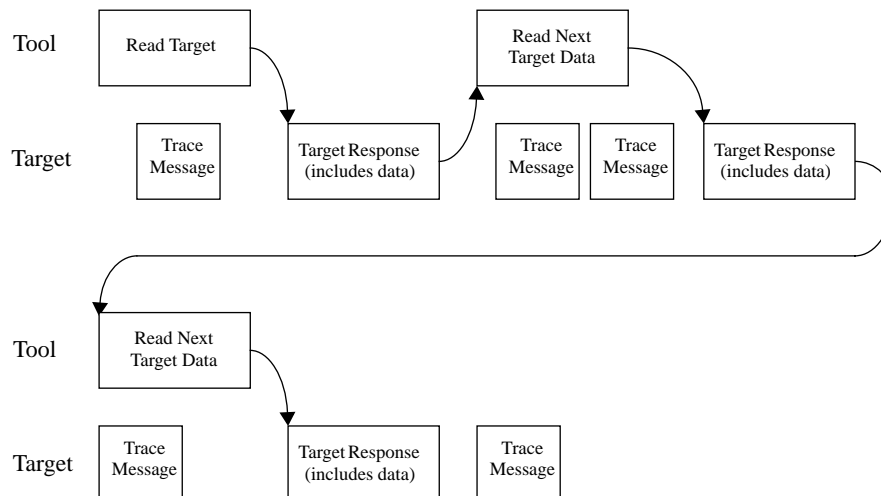 Tool
Read Target
Read Next
Target Data
Target
Trace
Message
Target Response
(includes data)
Trace
Message
Trace
Message
Target Response
(includes data)
Tool
Read Next
Target Data
Target
Trace
Message
Target Response
(includes data)
Trace
Message